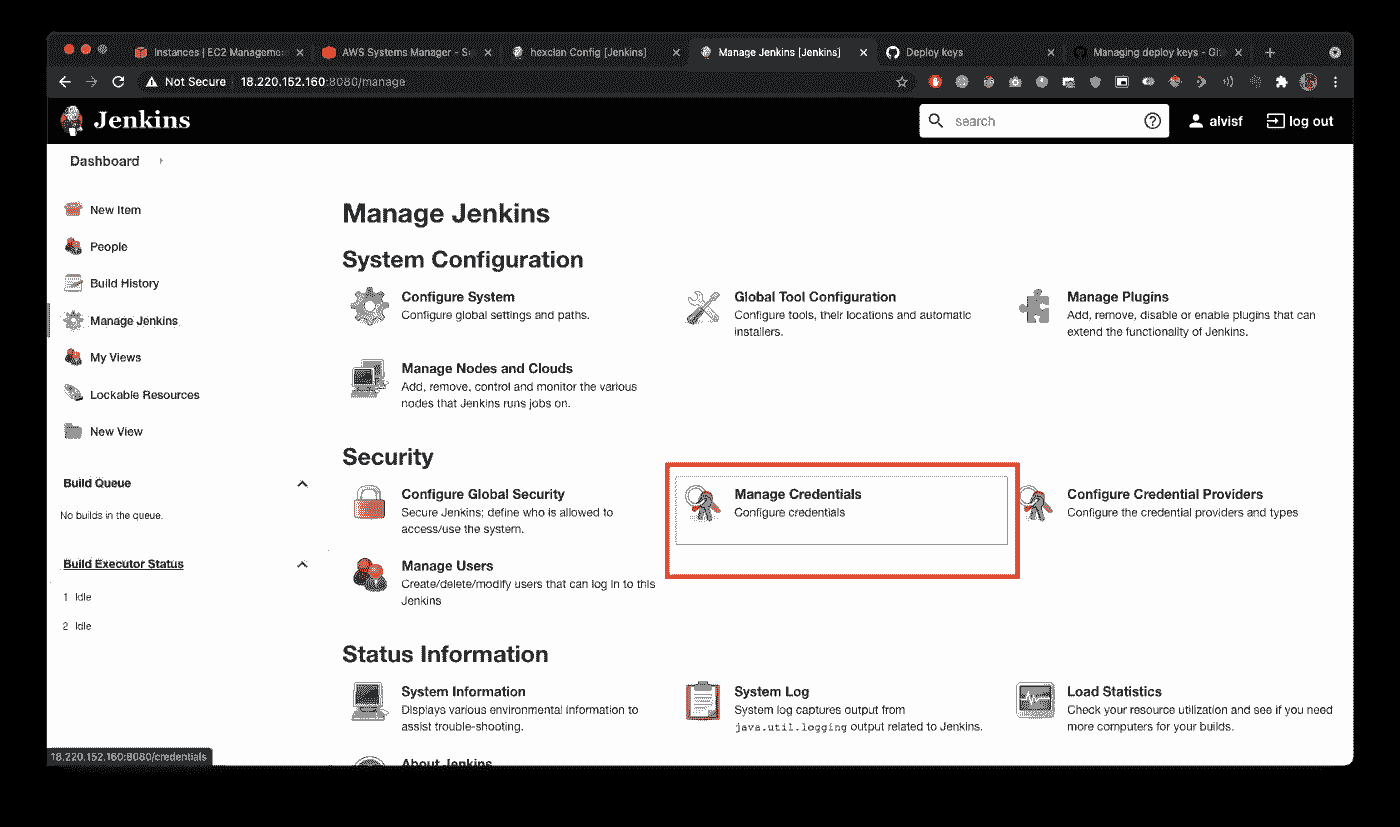 Instances | EC2 Manageme
AWS Systems Manager - S
hexcian Config [Jenkins]
Manage Jenkins [Jenkins]
Deploy keys
Managing deploy keys - Git
Not Secure
18.220.152.160:8080/manage
Jenkins
search
alvisf
log out
Dashboard
New Item
People
Build History
Manage Jenkins
My Views
Lockable Resources
New View
Build Queue
No builds in the queue.
Build Executor Status
1 Idle
2 Idle
Manage Jenkins
System Configuration
Configure System
Configure global settings and paths.
Global Tool Configuration
Configure tools, their locations and automatic
installers.
Manage Plugins
Add, remove, disable or enable plugins that can
extend the functionality of Jenkins.
Manage Nodes and Clouds
Add, remove, control and monitor the various
nodes that Jenkins runs jobs on.
Security
Configure Global Security
Secure Jenkins; define who is allowed to
access/use the system.
Manage Credentials
Configure credentials
Configure Credential Providers
Configure the credential providers and types
Manage Users
Create/delete/modify users that can log in to this
Jenkins
Status Information
System Information
Displays various environmental information to
assist trouble-shooting.
System Log
System log captures output from
java.util.logging output related to Jenkins.
Load Statistics
Check your resource utilization and see if you need
more computers for your builds.
About Jenkins
18.220.152.160:8080/credentials